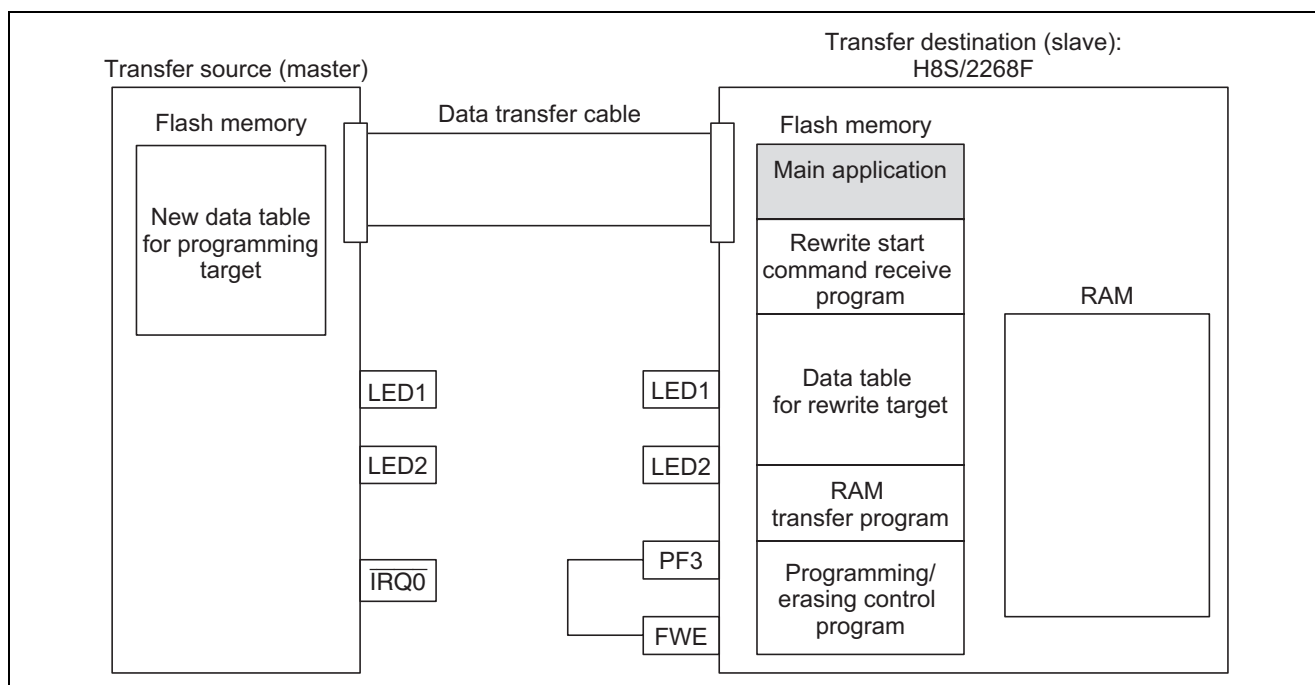 Transfer source (master)
Flash memory
New data table
for programming
target
LED1
LED2
IRQ0
Data transfer cable
Transfer destination (slave):
H8S/2268F
Flash memory
Main application
Rewrite start
command receive
program
Data table
for rewrite target
RAM
transfer program
Programming/
erasing control
program
LED1
LED2
PF3
FWE
RAM